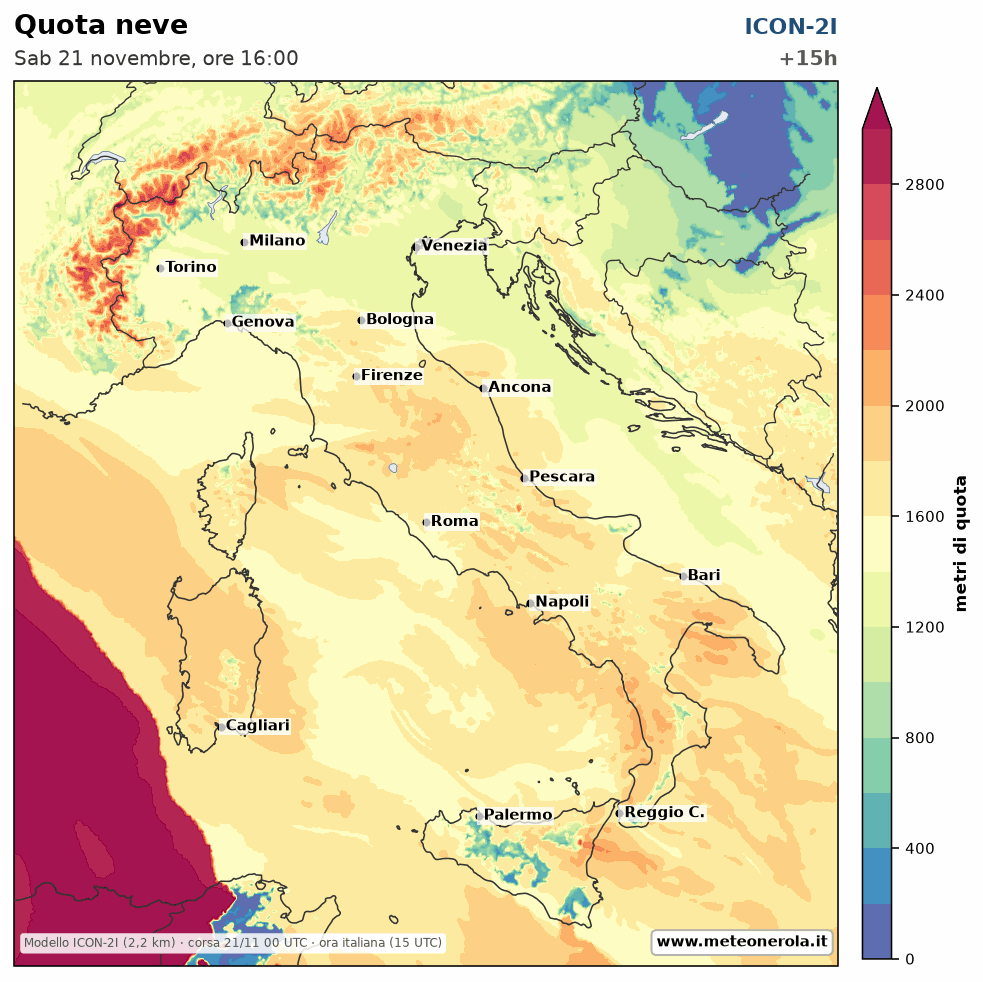 Quota neve
ICON-2I
Sab 21 novembre, ore 16:00
+15h
Milano
Venezia
Torino
Genova
Bologna
Firenze
Ancona
Pescara
Roma
Bari
Napoli
Cagliari
Palermo
Reggio C.
2800
2400
2000
1600
1200
800
400
0
metri di quota
Modello ICON-2I (2,2 km) · corsa 21/11 00 UTC · ora italiana (15 UTC)
www.meteonerola.it